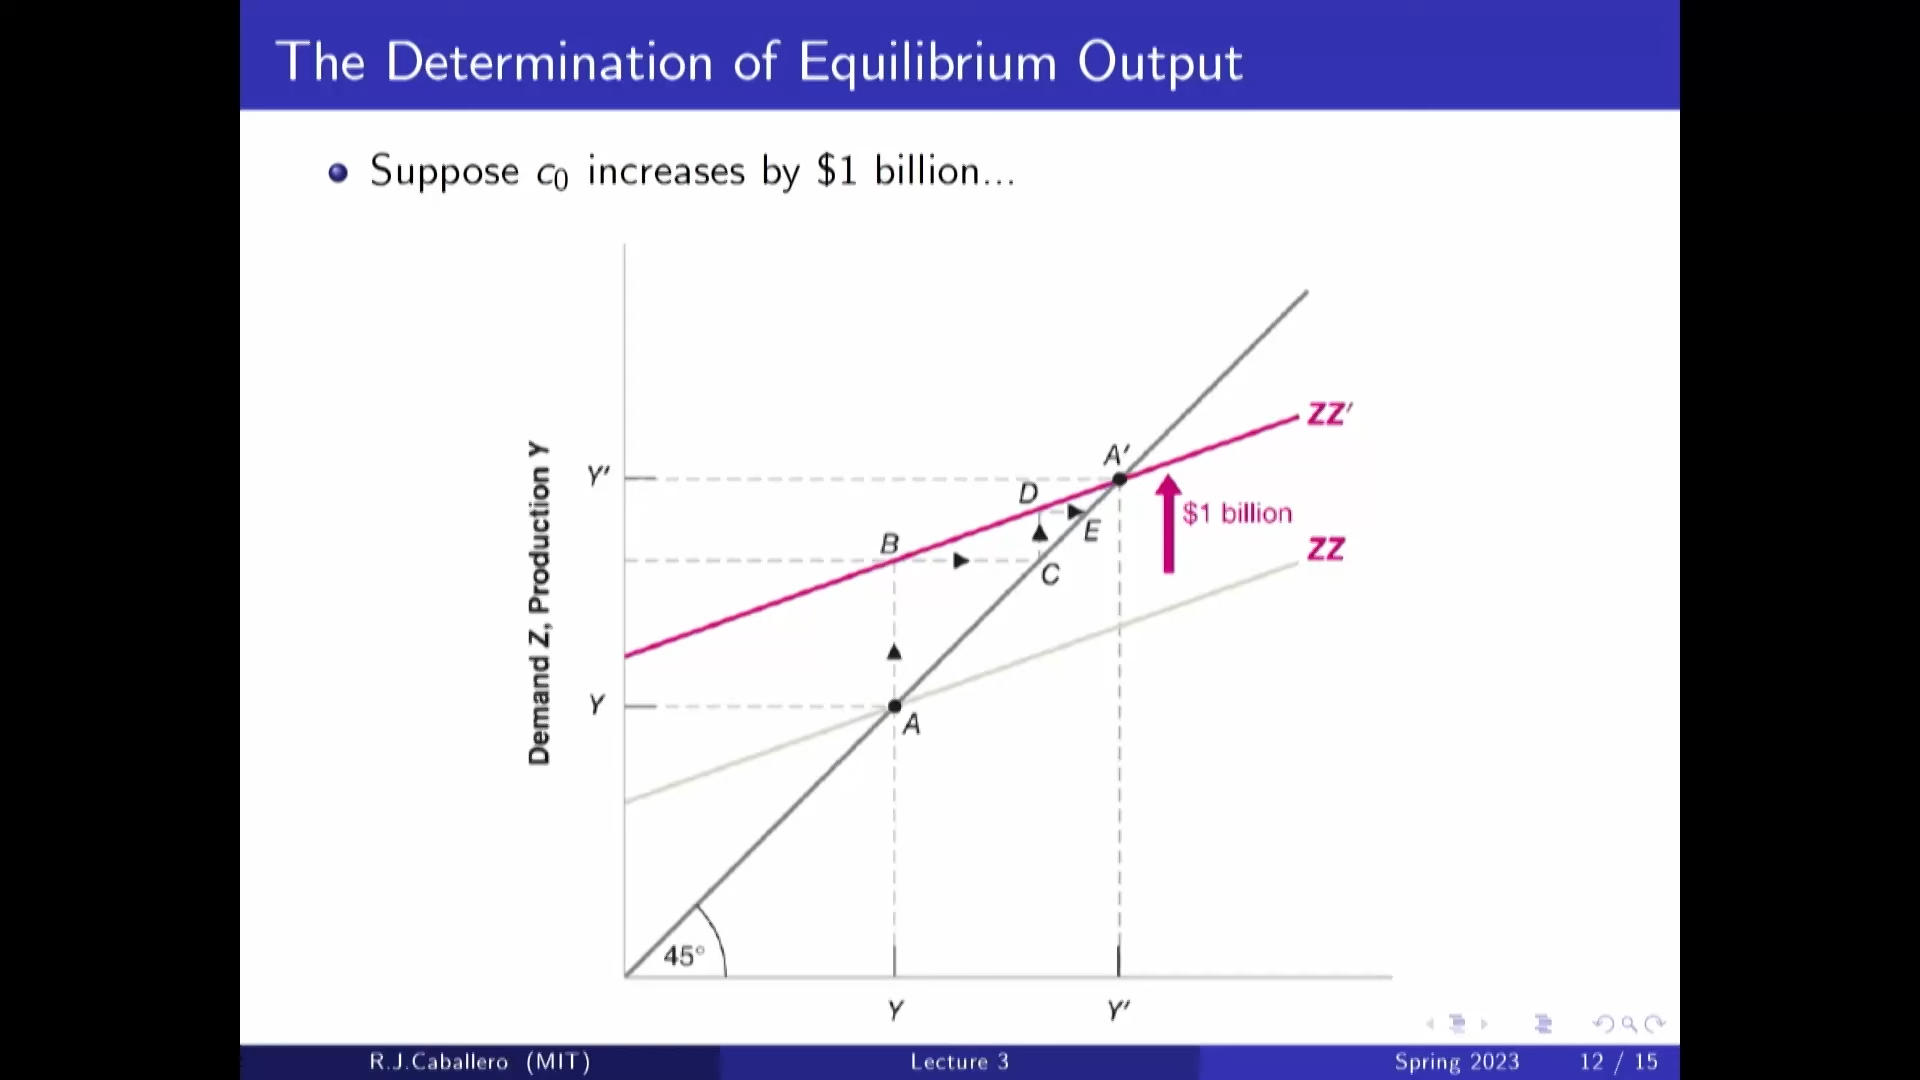 The Determination of Equilibrium Output
Suppose c₀ increases by $1 billion...
Demand Z, Production Y
ZZ′
A′
Y′
D
$1 billion
E
B
ZZ
C
Y
A
45°
Y
Y′
R.J.Caballero (MIT)
Lecture 3
Spring 2023
12 / 15